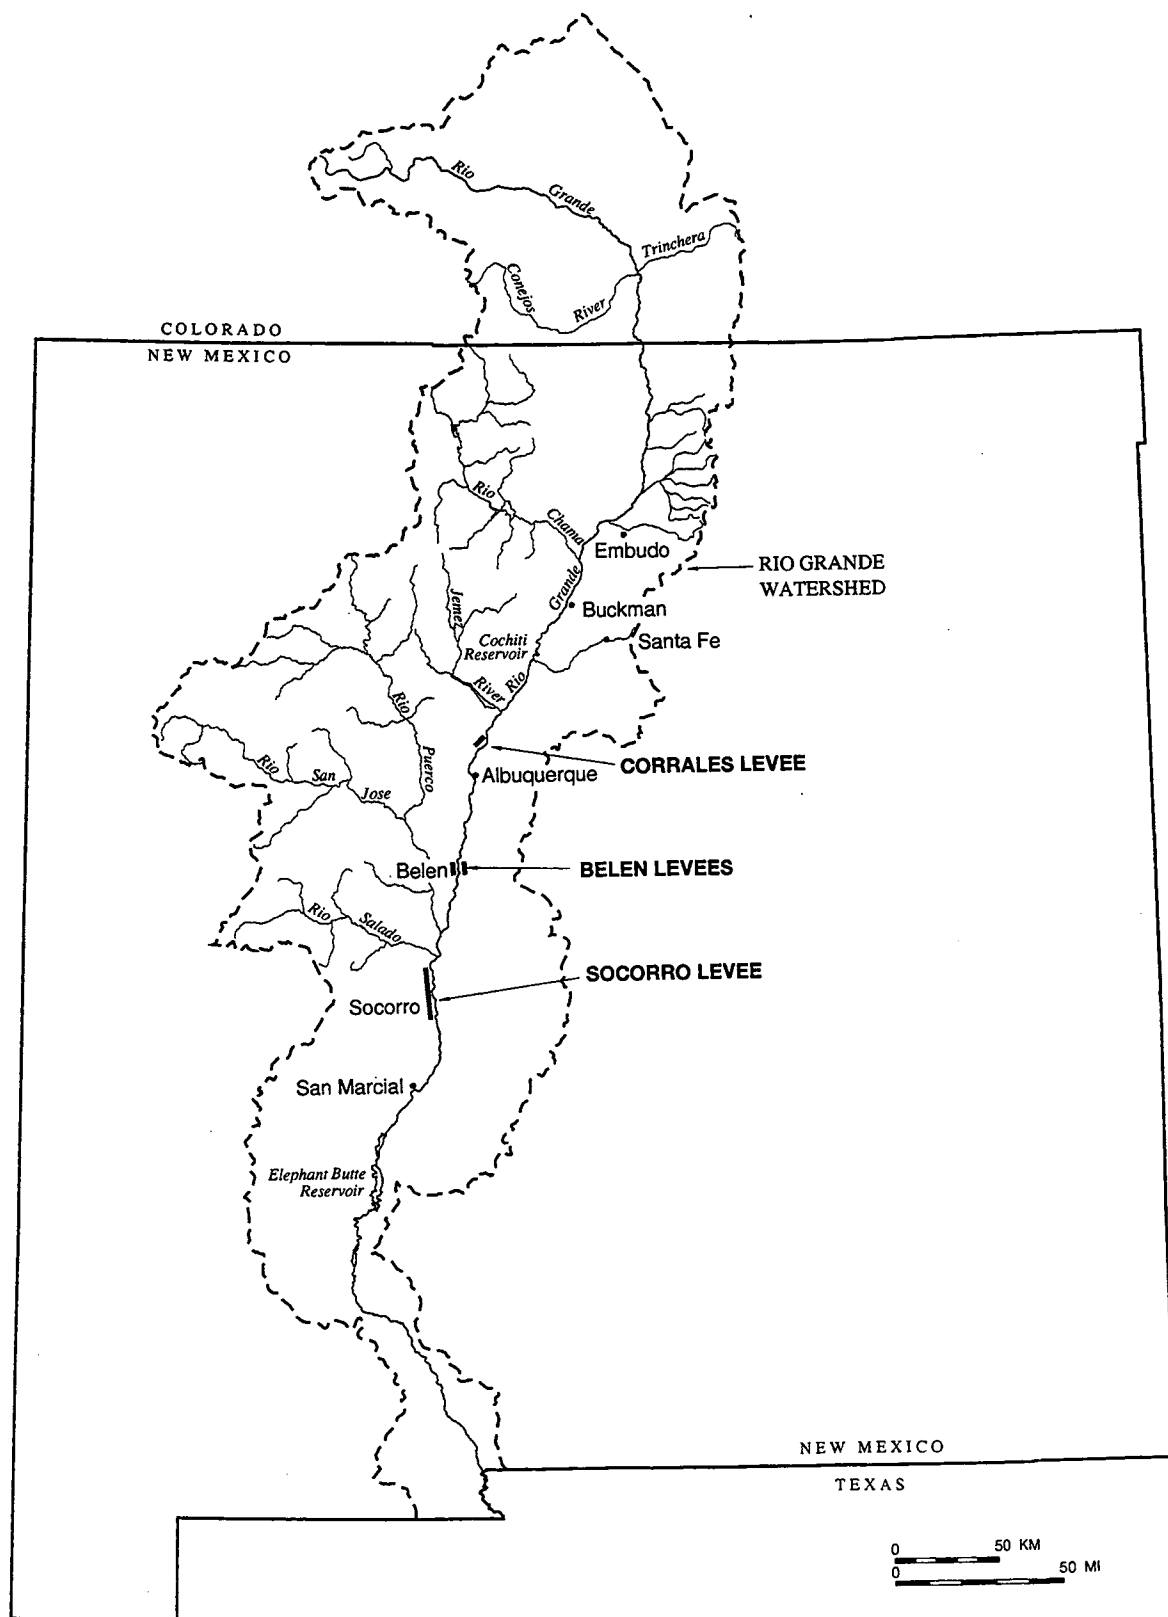 Rio
Grande
Trinchera
Conejos
River
COLORADO
NEW MEXICO
Rio
Chama
Embudo
RIO GRANDE
WATERSHED
Grande
Buckman
Jemez
Cochiti
Reservoir
Santa Fe
River
Rio
Rio
Puerco
CORRALES LEVEE
Rio
San
Jose
Albuquerque
Belen
BELEN LEVEES
Rio
Salado
SOCORRO LEVEE
Socorro
San Marcial
Elephant Butte
Reservoir
NEW MEXICO
TEXAS
0 50 KM
0 50 MI